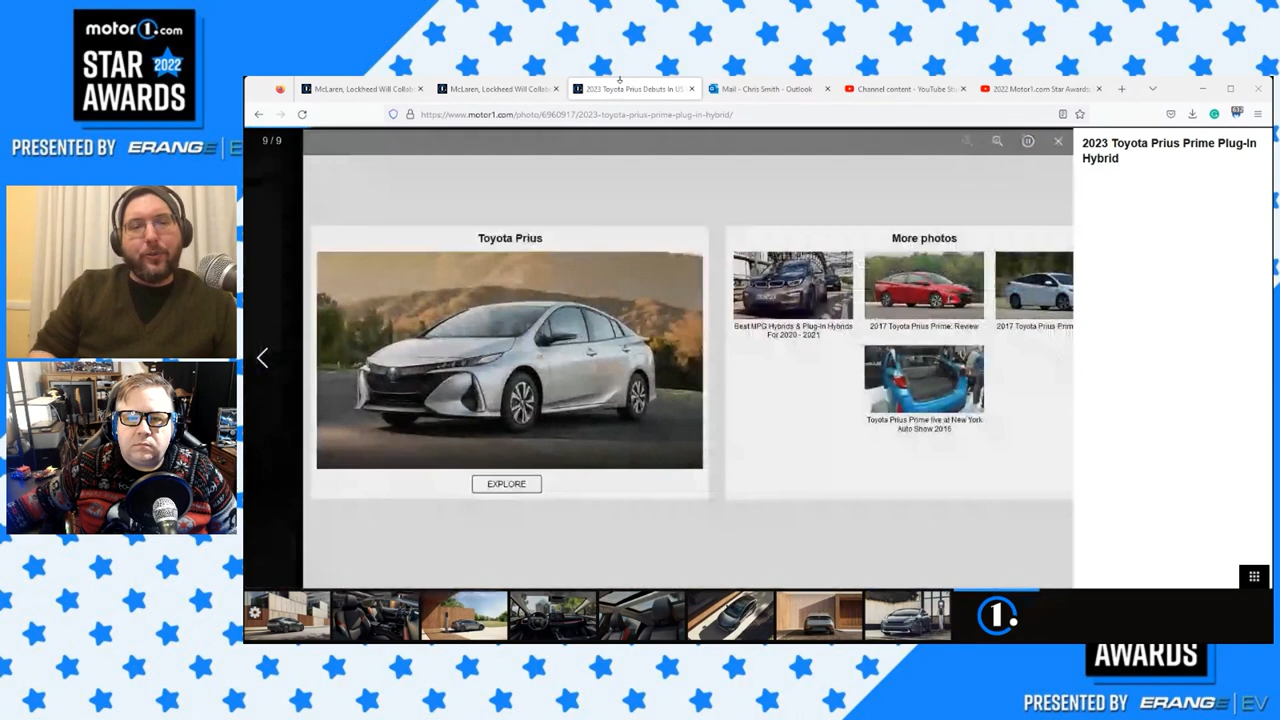 motor1.com
STAR 2022
AWARDS
PRESENTED BY ERANGE | E
McLaren, Lockheed Will Collab
McLaren, Lockheed Will Collab
2023 Toyota Prius Debuts In US
Mail - Chris Smith - Outlook
Channel content - YouTube St
2022 Motor1.com Star Awards
https://www.motor1.com/photo/6960917/2023-toyota-prius-prime-plug-in-hybrid/
9 / 9
2023 Toyota Prius Prime Plug-In
Hybrid
Toyota Prius
EXPLORE
More photos
Best MPG Hybrids & Plug-In Hybrids
For 2020 - 2021
2017 Toyota Prius Prime: Review
2017 Toyota Prius Prim
Toyota Prius Prime live at New York
Auto Show 2016
1.
AWARDS
PRESENTED BY ERANGE | EV